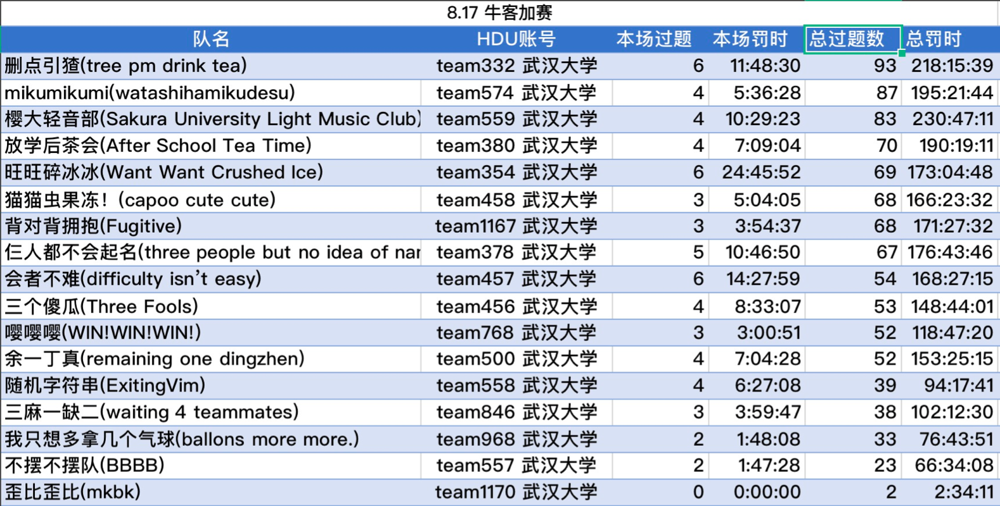 8.17 牛客加赛
队名 HDU账号 本场过题 本场罚时 总过题数 总罚时
删点引猹(tree pm drink tea) team332 武汉大学 6 11:48:30 93 218:15:39
mikumikumi(watashihamikudesu) team574 武汉大学 4 5:36:28 87 195:21:44
樱大轻音部(Sakura University Light Music Club) team559 武汉大学 4 10:29:23 83 230:47:11
放学后茶会(After School Tea Time) team380 武汉大学 4 7:09:04 70 190:19:11
旺旺碎冰冰(Want Want Crushed Ice) team354 武汉大学 6 24:45:52 69 173:04:48
猫猫虫果冻！(capoo cute cute) team458 武汉大学 3 5:04:05 68 166:23:32
背对背拥抱(Fugitive) team1167 武汉大学 3 3:54:37 68 171:27:32
仨人都不会起名(three people but no idea of nar team378 武汉大学 5 10:46:50 67 176:43:46
会者不难(difficulty isn't easy) team457 武汉大学 6 14:27:59 54 168:27:15
三个傻瓜(Three Fools) team456 武汉大学 4 8:33:07 53 148:44:01
嘤嘤嘤(WIN!WIN!WIN!) team768 武汉大学 3 3:00:51 52 118:47:20
余一丁真(remaining one dingzhen) team500 武汉大学 4 7:04:28 52 153:25:15
随机字符串(ExitingVim) team558 武汉大学 4 6:27:08 39 94:17:41
三麻一缺二(waiting 4 teammates) team846 武汉大学 3 3:59:47 38 102:12:30
我只想多拿几个气球(ballons more more.) team968 武汉大学 2 1:48:08 33 76:43:51
不摆不摆队(BBBB) team557 武汉大学 2 1:47:28 23 66:34:08
歪比歪比(mkbk) team1170 武汉大学 0 0:00:00 2 2:34:11